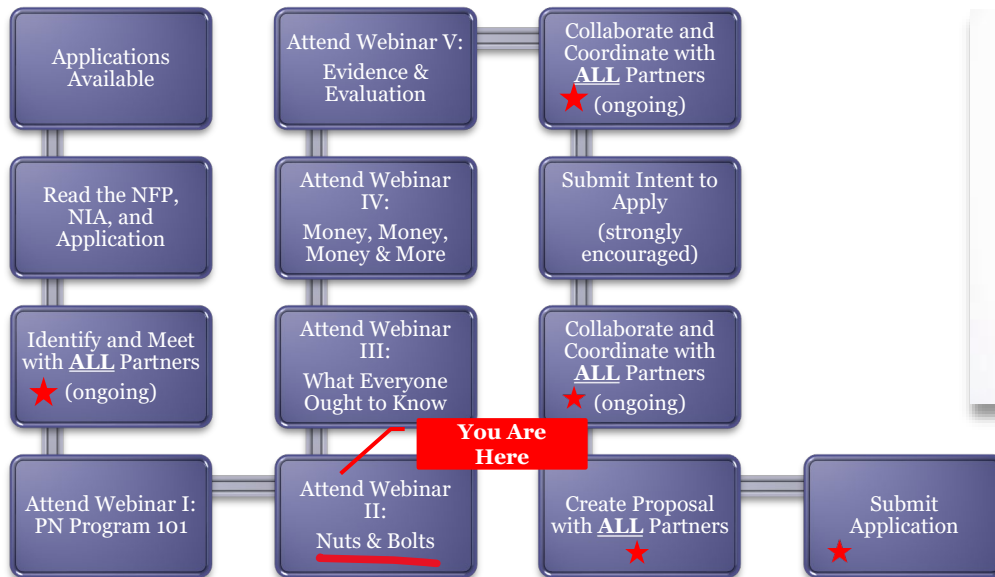 Applications
Available
Read the NFP,
NIA, and
Application
Identify and Meet
with ALL Partners
(ongoing)
Attend Webinar I:
PN Program 101
Attend Webinar
II:
Nuts & Bolts
You Are
Here
Attend Webinar
III:
What Everyone
Ought to Know
Attend Webinar
IV:
Money, Money,
Money & More
Attend Webinar V:
Evidence &
Evaluation
Collaborate and
Coordinate with
ALL Partners
(ongoing)
Submit Intent to
Apply
(strongly
encouraged)
Collaborate and
Coordinate with
ALL Partners
(ongoing)
Create Proposal
with ALL Partners
Submit
Application